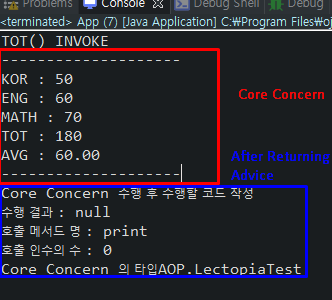 Problems Console Debug Shell Debug
<terminated> App (7) [Java Application] C:\Program Files\oj
TOT() INVOKE
--------------------
KOR : 50
ENG : 60
MATH : 70
TOT : 180
AVG : 60.00
--------------------
Core Concern
After Returning
Advice
Core Concern 수행 후 수행할 코드 작성
수행 결과 : null
호출 메서드 명 : print
호출 인수의 수 : 0
Core Concern 의 타입AOP.LectopiaTest